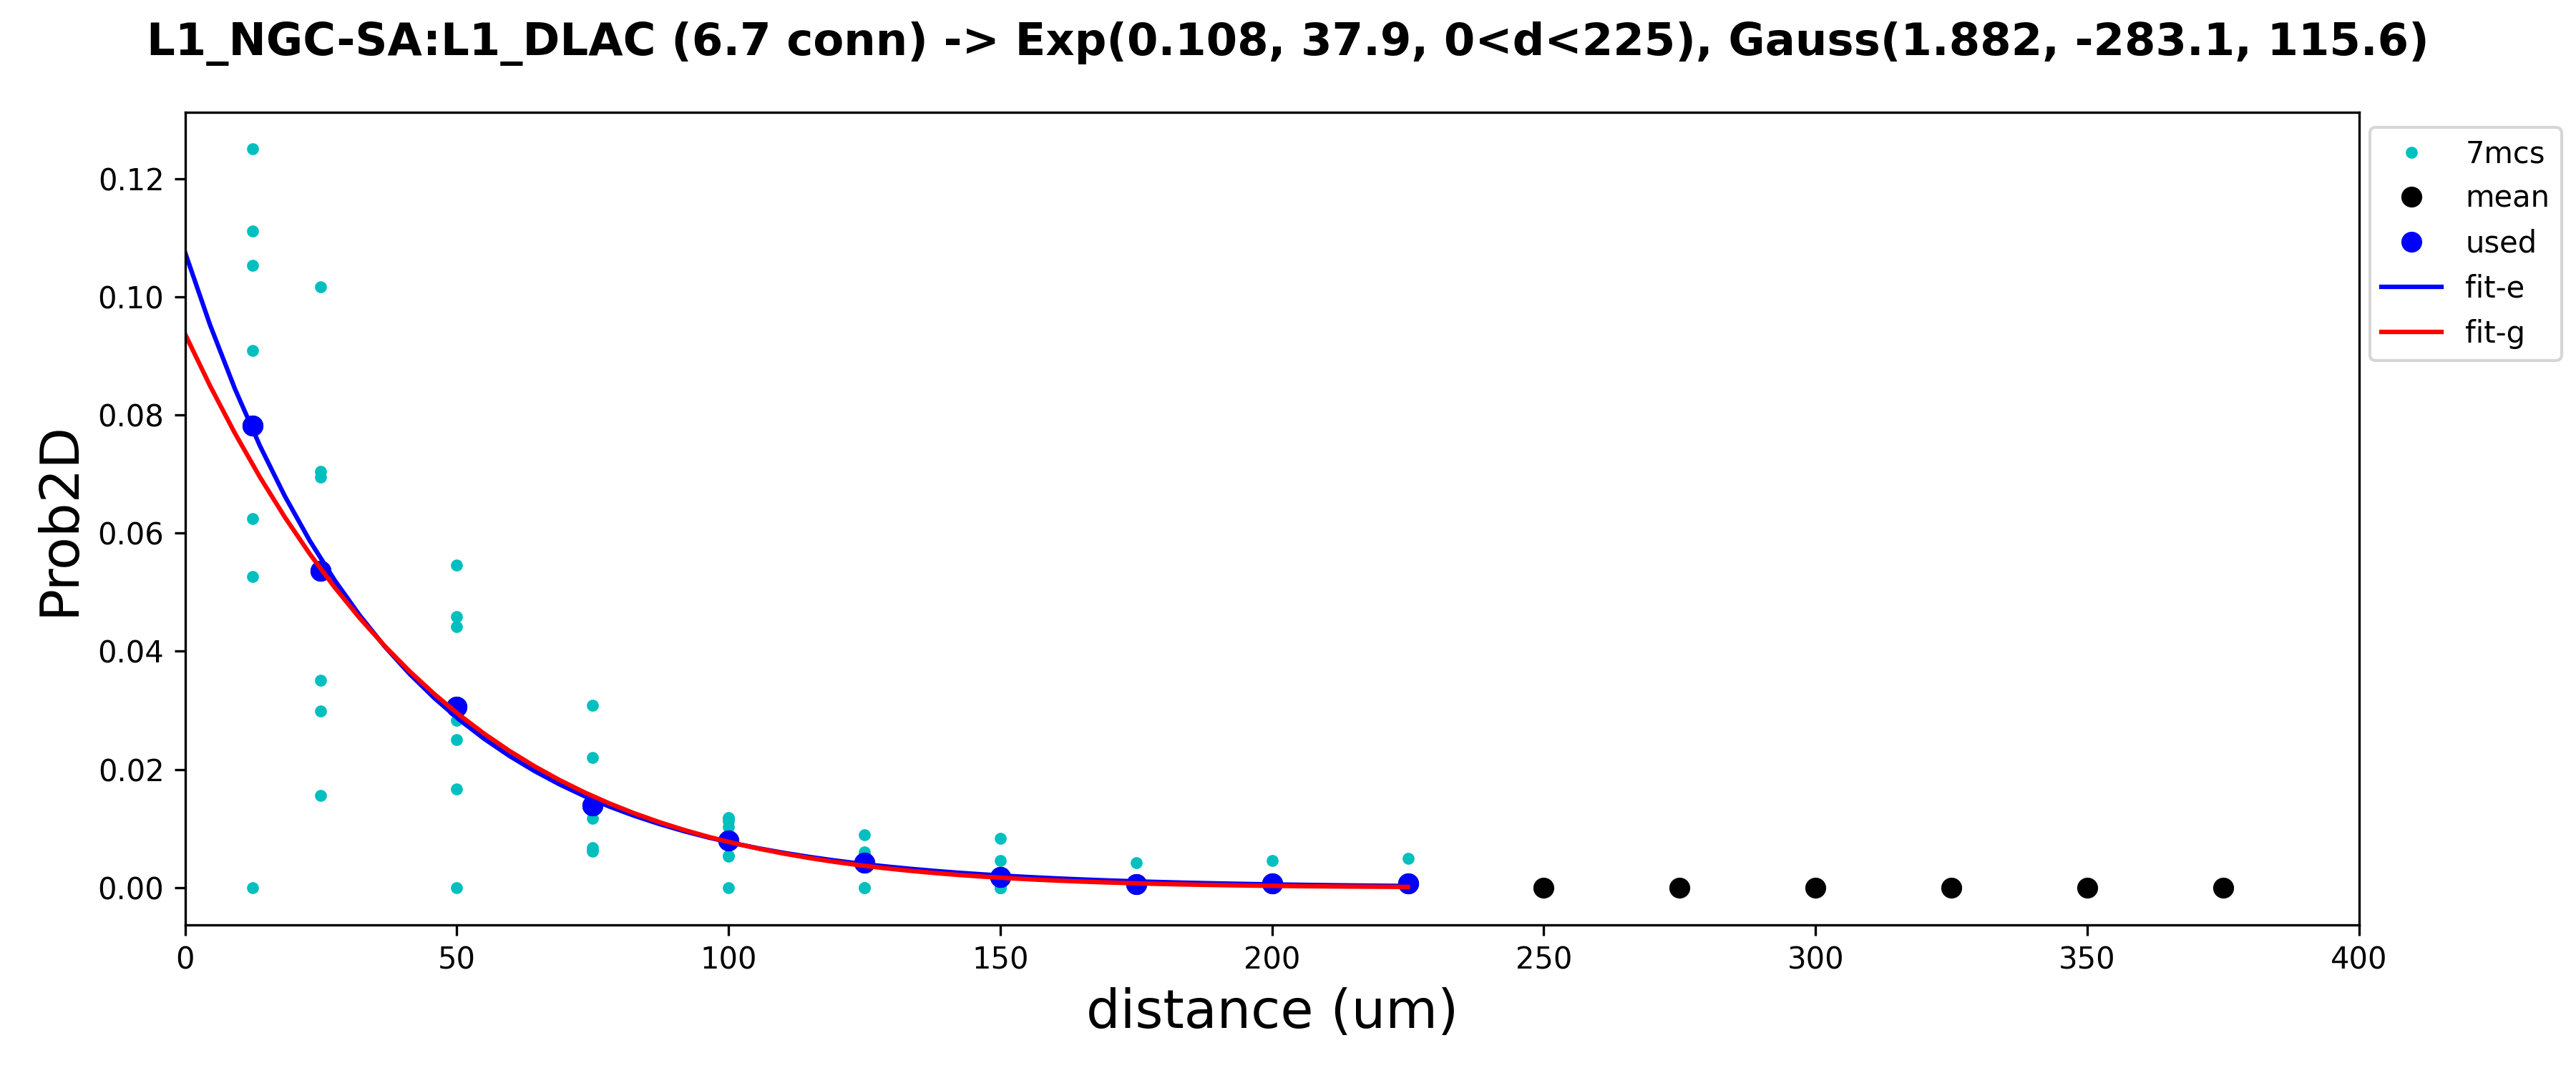 L1_NGC-SA:L1_DLAC (6.7 conn) -> Exp(0.108, 37.9, 0<d<225), Gauss(1.882, -283.1, 115.6)
7mcs
mean
used
fit-e
fit-g
Prob2D
0.12
0.10
0.08
0.06
0.04
0.02
0.00
0 50 100 150 200 250 300 350 400
distance (um)